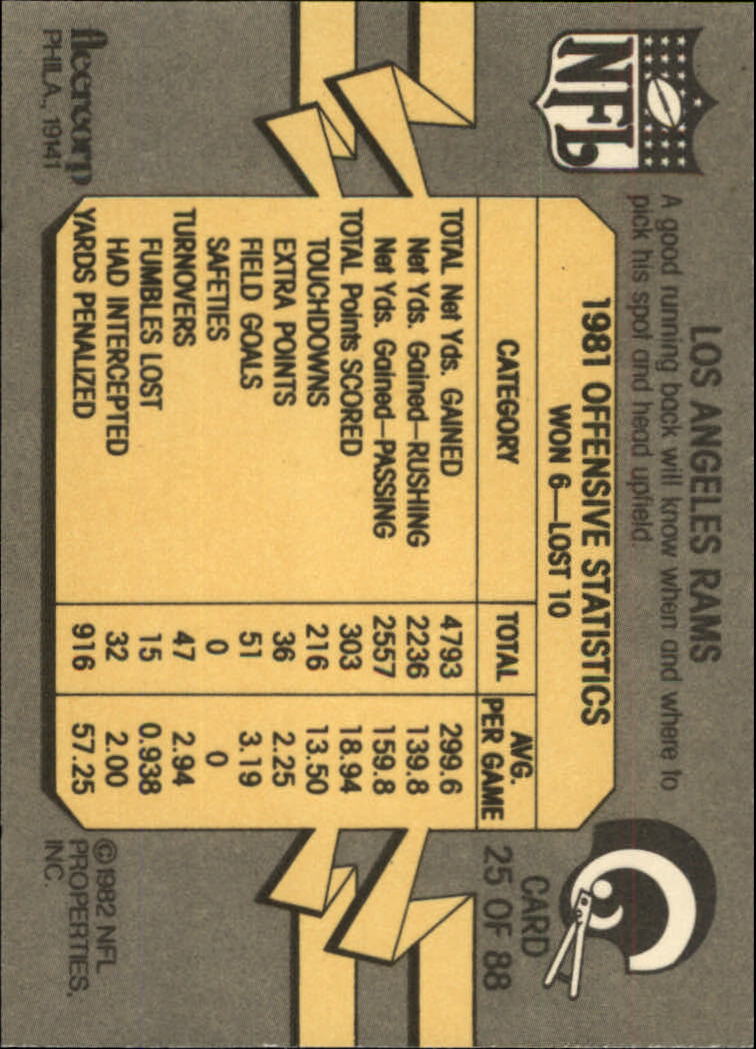 LOS ANGELES RAMS
A good running back will know when and where to
pick his spot and head upfield.
NFL
CARD
25 OF 88
1981 OFFENSIVE STATISTICS
WON 6—LOST 10
CATEGORY TOTAL AVG. PER GAME
TOTAL Net Yds. GAINED 4793 299.6
Net Yds. Gained—RUSHING 2236 139.8
Net Yds. Gained—PASSING 2557 159.8
TOTAL Points SCORED 303 18.94
TOUCHDOWNS 216 13.50
EXTRA POINTS 36 2.25
FIELD GOALS 51 3.19
SAFETIES 0 0
TURNOVERS 47 2.94
FUMBLES LOST 15 0.938
HAD INTERCEPTED 32 2.00
YARDS PENALIZED 916 57.25
fleercorp
PHILA., 19141
©1982 NFL
PROPERTIES,
INC.